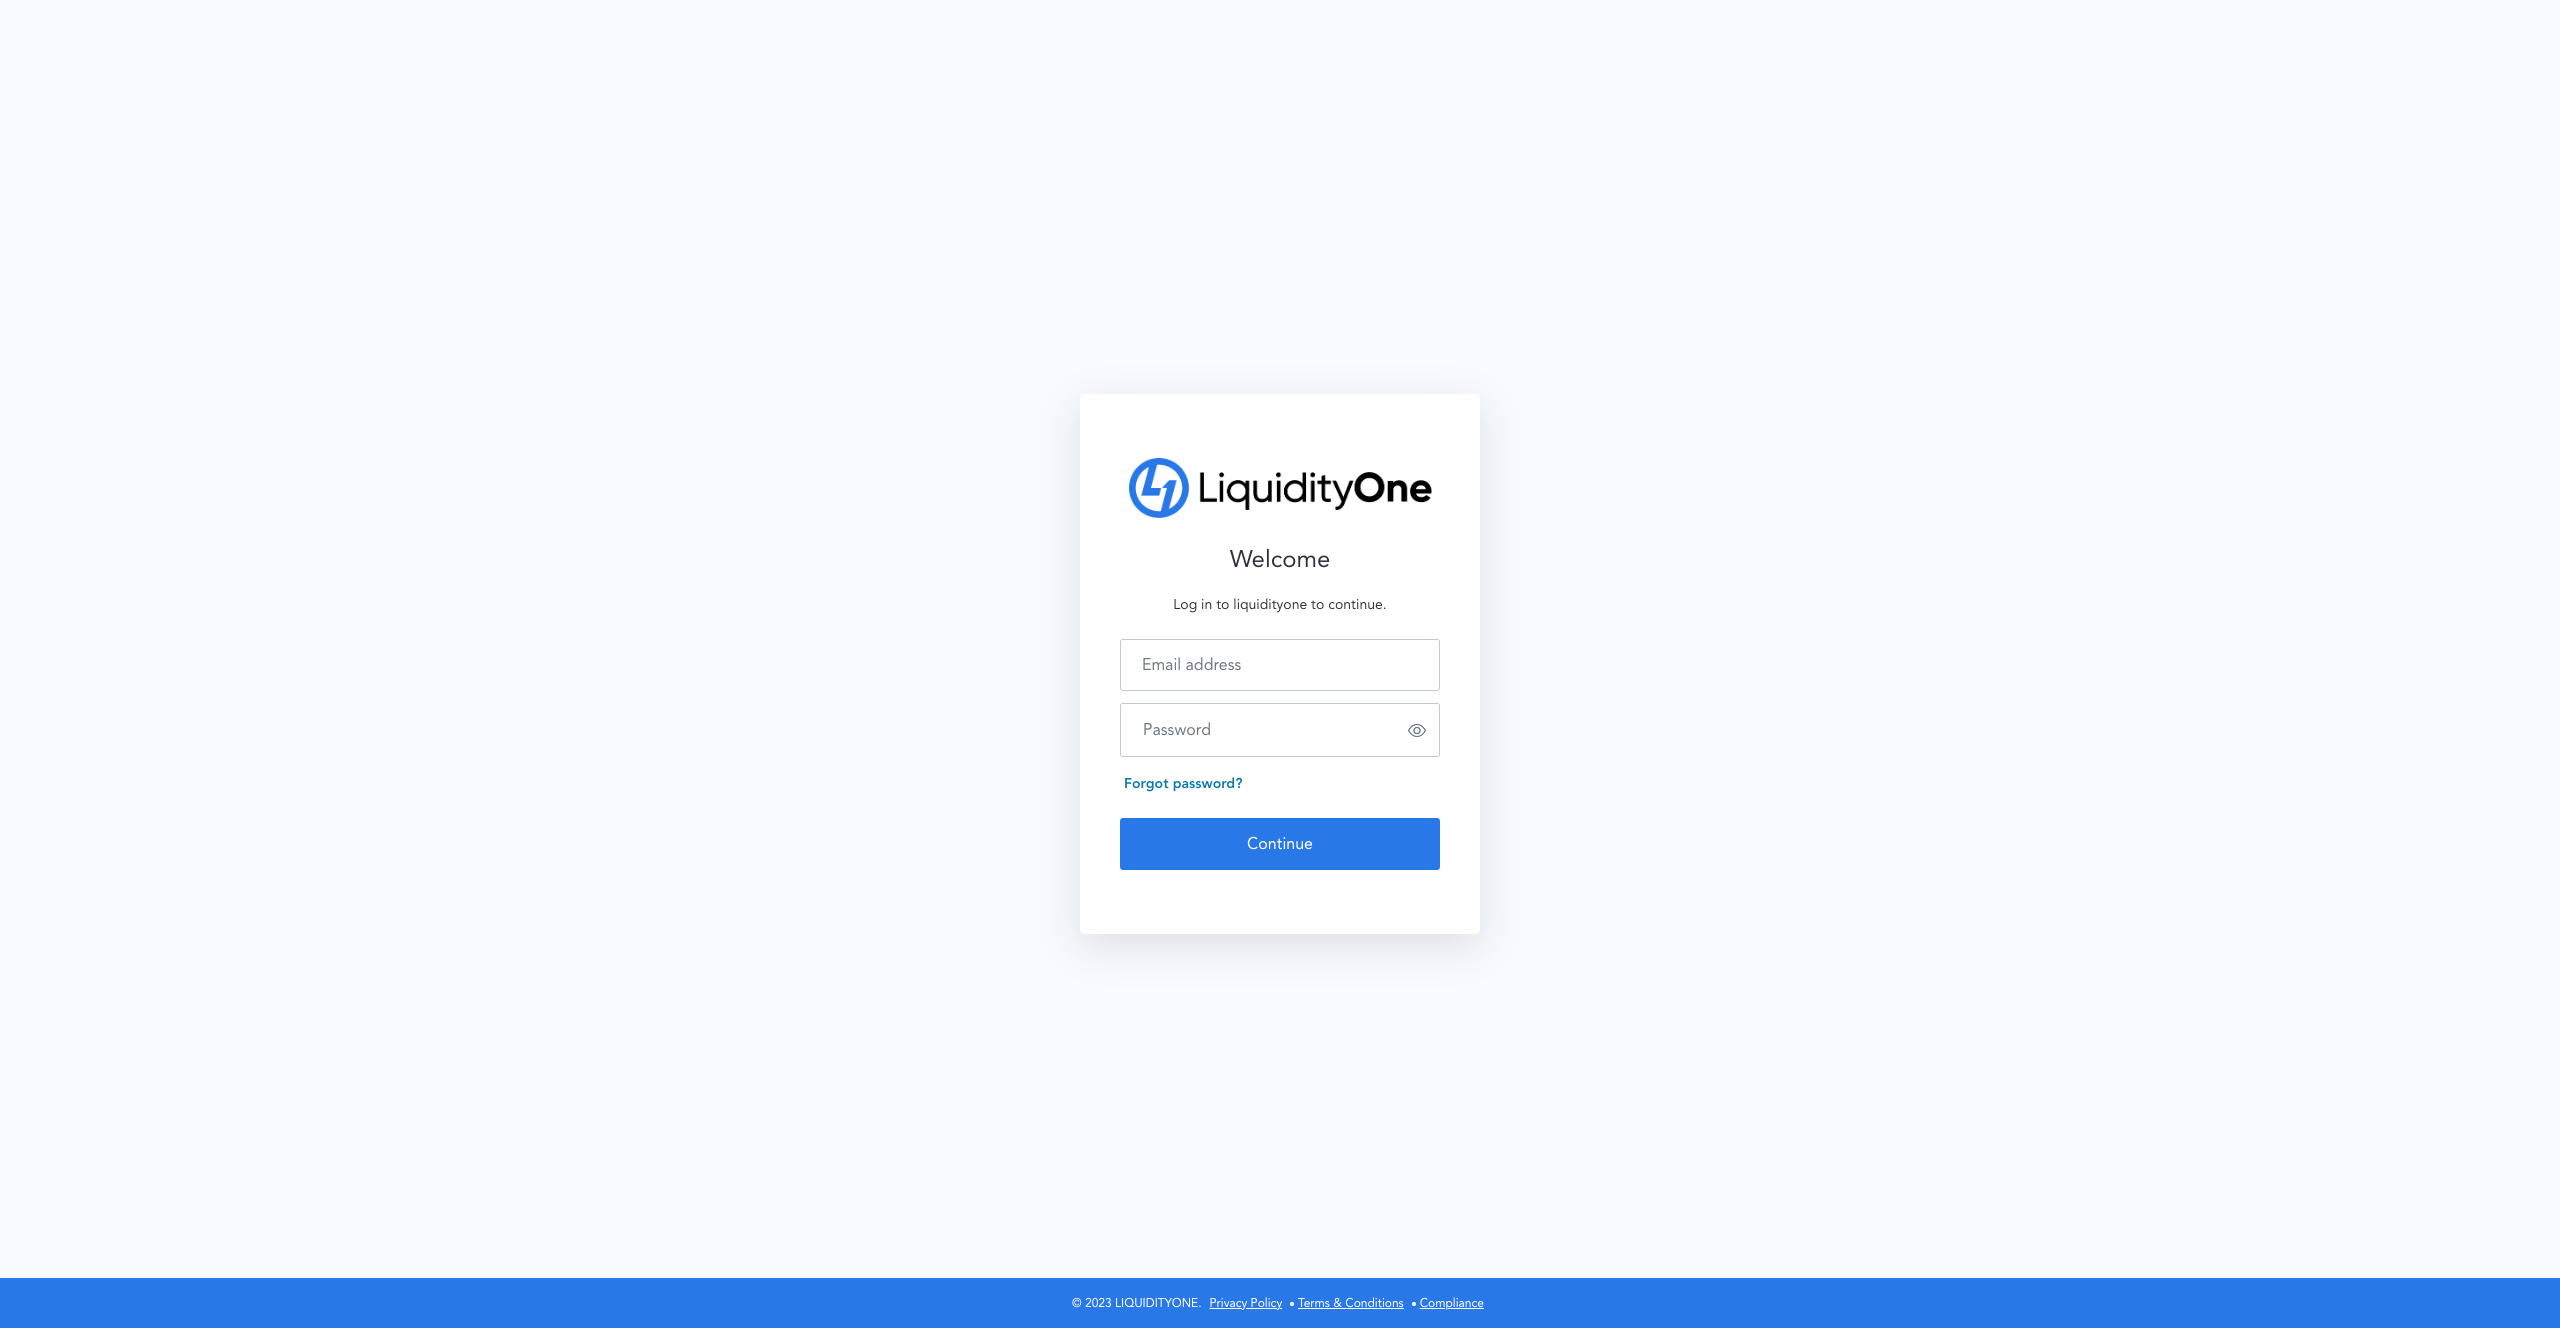 LiquidityOne
Welcome
Log in to liquidityone to continue.
Email address
Password
Forgot password?
Continue
© 2023 LIQUIDITYONE. Privacy Policy • Terms & Conditions • Compliance